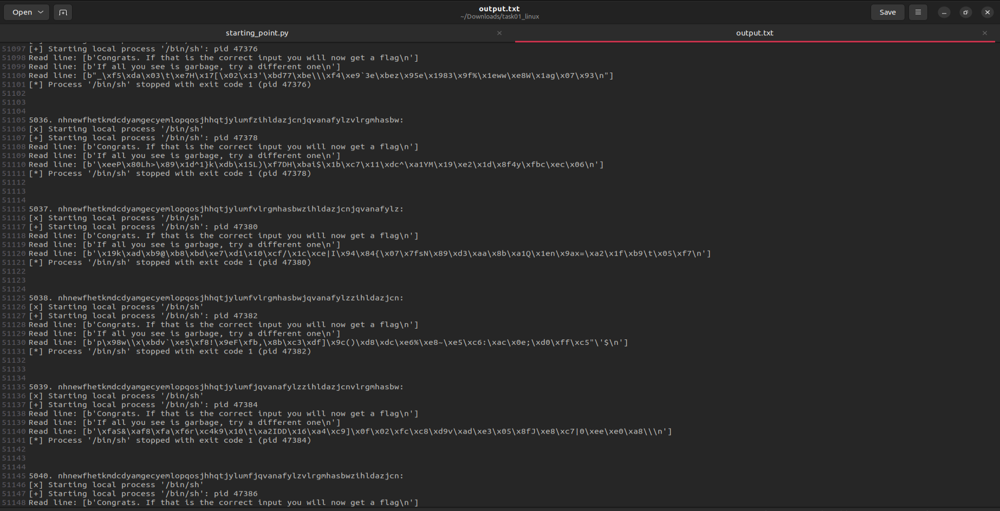 Open
output.txt
~/Downloads/task01_linux
Save
starting_point.py
output.txt
51097 [+] Starting local process '/bin/sh': pid 47376
51098 Read line: [b'Congrats. If that is the correct input you will now get a flag\n']
51099 Read line: [b'If all you see is garbage, try a different one\n']
51100 Read line: [b"_\xf5\xda\x03\t\xe7H\x17[\x02\x13'\xbd77\xbe\\\xf4\xe9`3e\xbez\x95e\x1983\x9f%\x1eww\xe8W\x1ag\x07\x93\n"]
51101 [*] Process '/bin/sh' stopped with exit code 1 (pid 47376)
51102
51103
51104
51105 5036. nhnewfhetkmdcdyamgecyemlopqosjhhqtjylumfzihldazjcnjqvanafylzvlrgmhasbw:
51106 [x] Starting local process '/bin/sh'
51107 [+] Starting local process '/bin/sh': pid 47378
51108 Read line: [b'Congrats. If that is the correct input you will now get a flag\n']
51109 Read line: [b'If all you see is garbage, try a different one\n']
51110 Read line: [b'\xeeP\x80Lh>\x89\x1d^1}k\xdb\x15L)\xf7DH\xbai$\x1b\xc7\x11\xdc^\xa1YM\x19\xe2\x1d\x8f4y\xfbc\xec\x06\n']
51111 [*] Process '/bin/sh' stopped with exit code 1 (pid 47378)
51112
51113
51114
51115 5037. nhnewfhetkmdcdyamgecyemlopqosjhhqtjylumfvlrgmhasbwzihldazjcnjqvanafylz:
51116 [x] Starting local process '/bin/sh'
51117 [+] Starting local process '/bin/sh': pid 47380
51118 Read line: [b'Congrats. If that is the correct input you will now get a flag\n']
51119 Read line: [b'If all you see is garbage, try a different one\n']
51120 Read line: [b'\x19k\xad\xb9@\xb8\xbd\xe7\xd1\x10\xcf/\x1c\xce|I\x94\x84{\x07\x7fsN\x89\xd3\xaa\x8b\xa1Q\x1en\x9ax=\xa2\x1f\xb9\t\x05\xf7\n']
51121 [*] Process '/bin/sh' stopped with exit code 1 (pid 47380)
51122
51123
51124
51125 5038. nhnewfhetkmdcdyamgecyemlopqosjhhqtjylumfvlrgmhasbwjqvanafylzzihldazjcn:
51126 [x] Starting local process '/bin/sh'
51127 [+] Starting local process '/bin/sh': pid 47382
51128 Read line: [b'Congrats. If that is the correct input you will now get a flag\n']
51129 Read line: [b'If all you see is garbage, try a different one\n']
51130 Read line: [b'p\x98w\\x\xbdv`\xe5\xf8!\x9eF\xfb,\x8b\xc3\xdf]\x9c()\xd8\xdc\xe6%\xe8~\xe5\xc6:\xac\x0e;\xd0\xff\xc5"\'$\n']
51131 [*] Process '/bin/sh' stopped with exit code 1 (pid 47382)
51132
51133
51134
51135 5039. nhnewfhetkmdcdyamgecyemlopqosjhhqtjylumfjqvanafylzzihldazjcnvlrgmhasbw:
51136 [x] Starting local process '/bin/sh'
51137 [+] Starting local process '/bin/sh': pid 47384
51138 Read line: [b'Congrats. If that is the correct input you will now get a flag\n']
51139 Read line: [b'If all you see is garbage, try a different one\n']
51140 Read line: [b'\xfaS&\xaf8\xfa\xf6r\xc4k9\x10\t\xa2IDD\x16\xa4\xc9]\x0f\x02\xfc\xc8\xd9v\xad\xe3\x05\x8fJ\xe8\xc7|0\xee\xe0\xa8\\\n']
51141 [*] Process '/bin/sh' stopped with exit code 1 (pid 47384)
51142
51143
51144
51145 5040. nhnewfhetkmdcdyamgecyemlopqosjhhqtjylumfjqvanafylzvlrgmhasbwzihldazjcn:
51146 [x] Starting local process '/bin/sh'
51147 [+] Starting local process '/bin/sh': pid 47386
51148 Read line: [b'Congrats. If that is the correct input you will now get a flag\n']